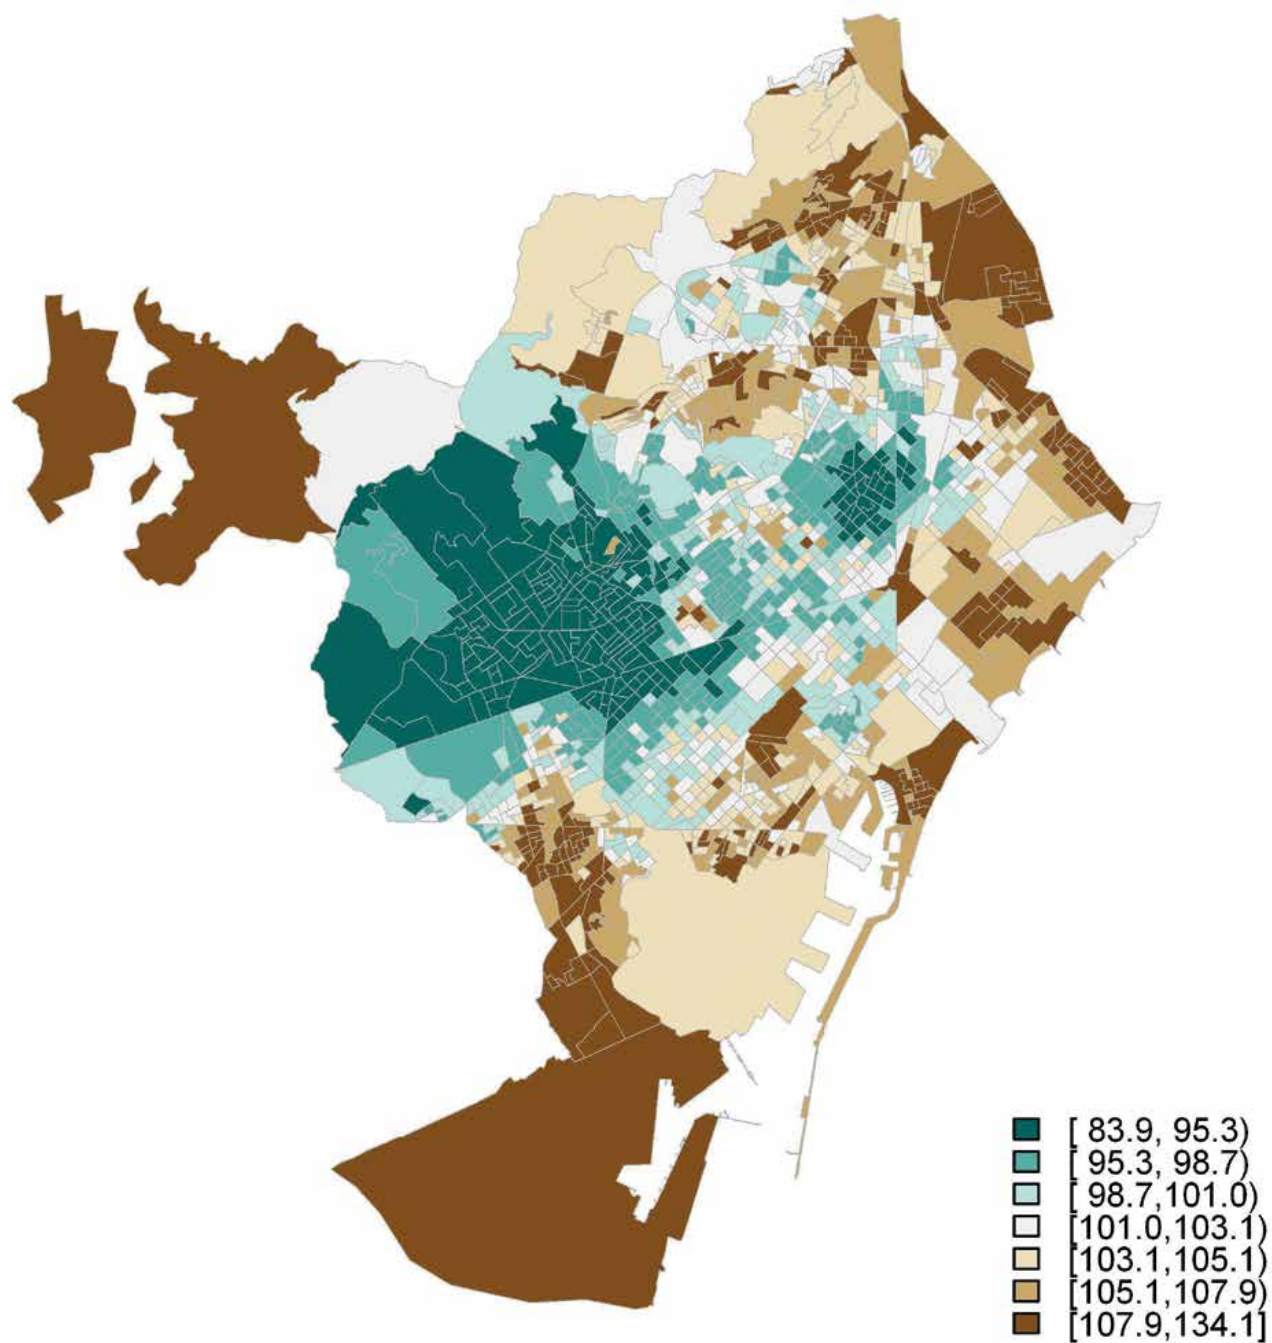 [ 83.9, 95.3)
[ 95.3, 98.7)
[ 98.7,101.0)
[101.0,103.1)
[103.1,105.1)
[105.1,107.9)
[107.9,134.1]